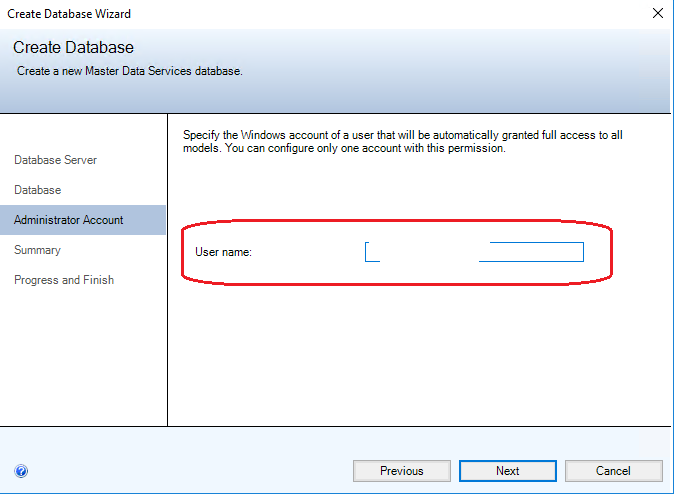 Create Database Wizard
Create Database
Create a new Master Data Services database.
Database Server
Database
Administrator Account
Summary
Progress and Finish
Specify the Windows account of a user that will be automatically granted full access to all
models. You can configure only one account with this permission.
User name:
?
Previous
Next
Cancel